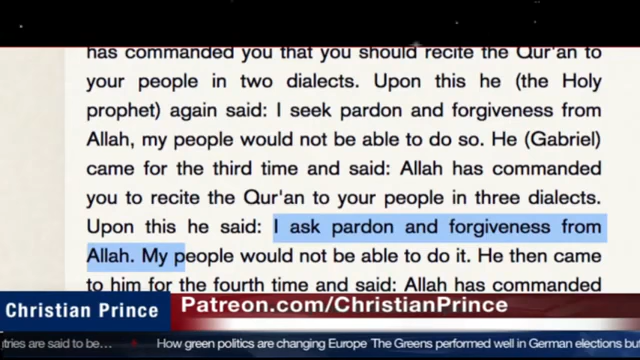 has commanded you that you should recite the Qur'an to
your people in two dialects. Upon this he (the Holy
prophet) again said: I seek pardon and forgiveness from
Allah, my people would not be able to do so. He (Gabriel)
came for the third time and said: Allah has commanded
you to recite the Qur'an to your people in three dialects.
Upon this he said: I ask pardon and forgiveness from
Allah. My people would not be able to do it. He then came
to him for the fourth time and said: Allah has commanded
Christian Prince
Patreon.com/ChristianPrince
ntries are said to be...
How green politics are changing Europe 'The Greens performed well in German elections bu